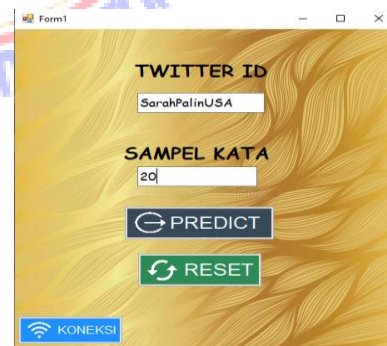 Form1
TWITTER ID
SarahPalinUSA
SAMPEL KATA
20
PREDICT
RESET
KONEKSI